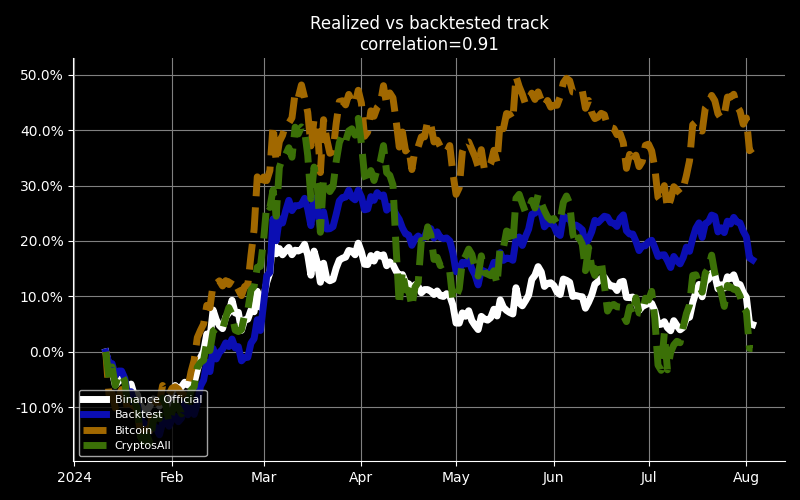 Realized vs backtested track
correlation=0.91
50.0%
40.0%
30.0%
20.0%
10.0%
0.0%
-10.0%
Binance Official
Backtest
Bitcoin
CryptosAll
2024 Feb Mar Apr May Jun Jul Aug